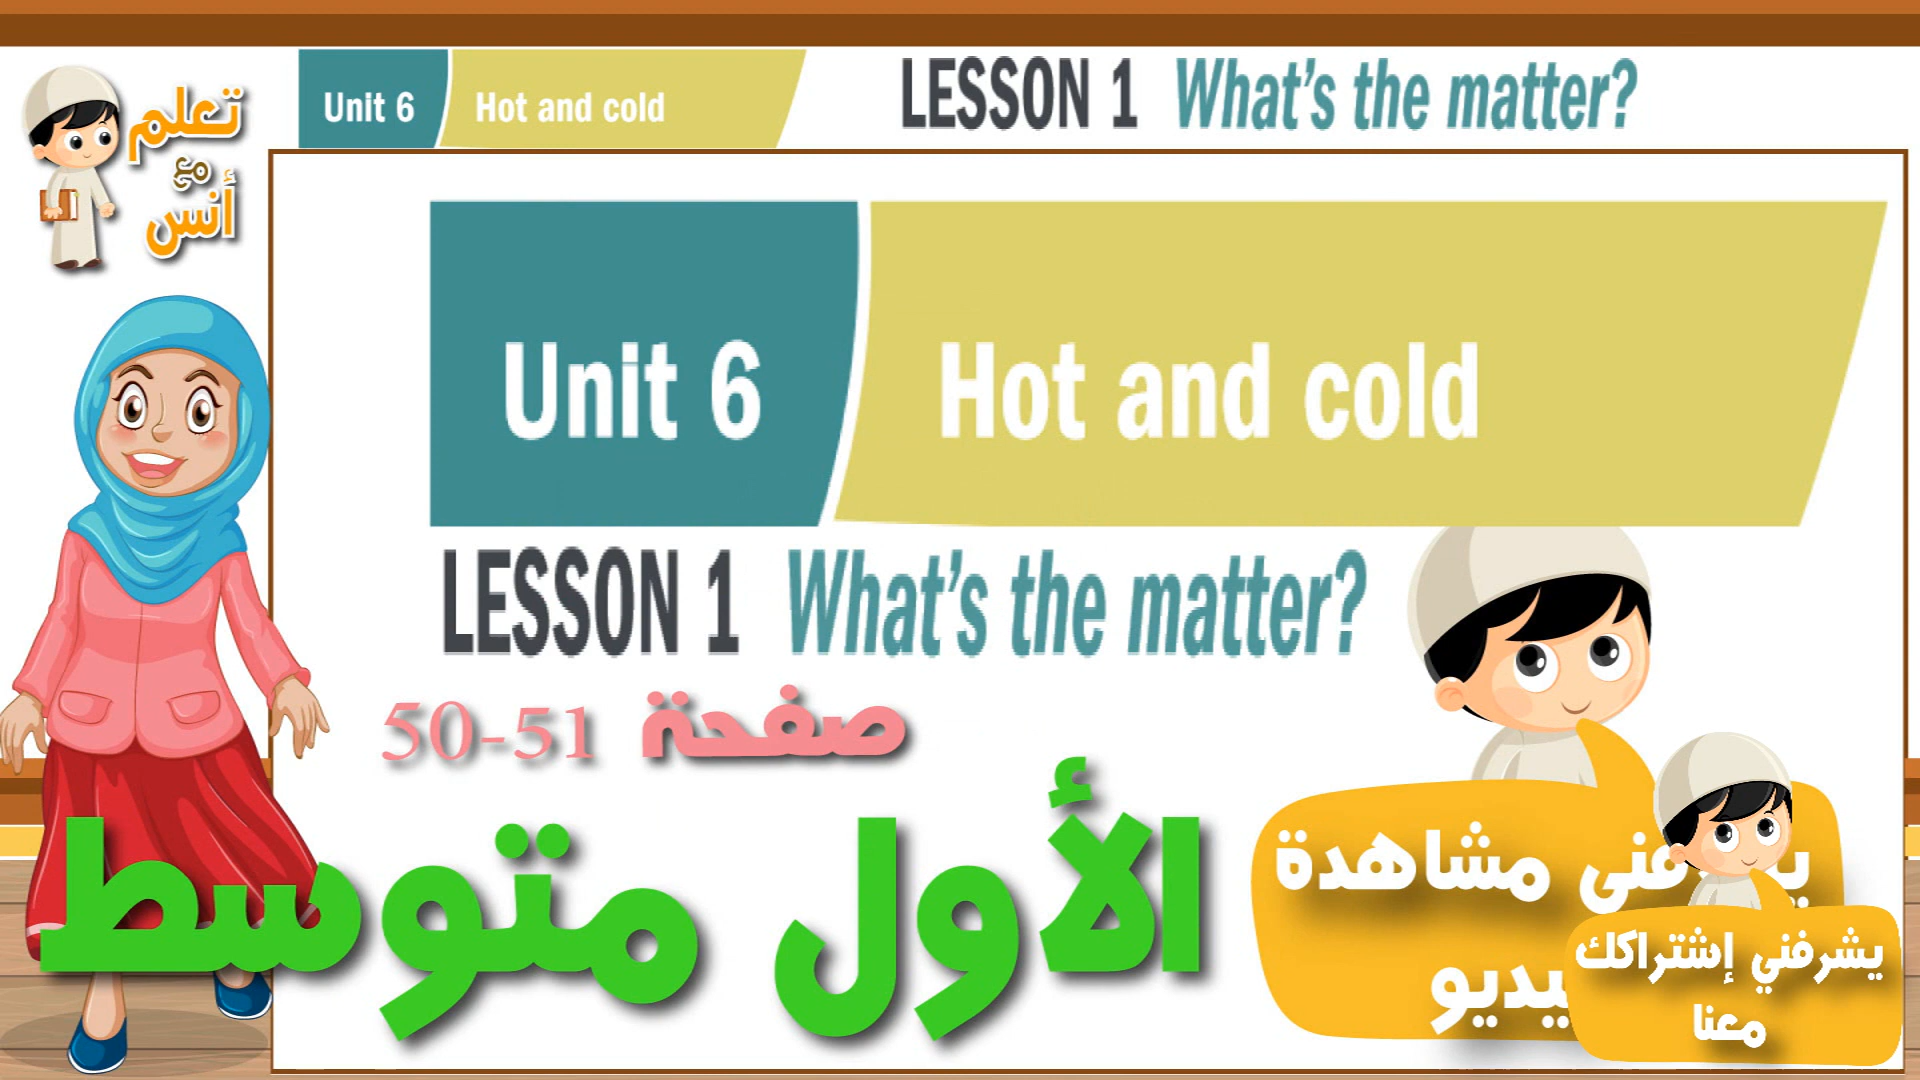 تعلم
مع
أنس
Unit 6 Hot and cold LESSON 1 What's the matter?
Unit 6 Hot and cold
LESSON 1 What's the matter?
صفحة 50-51
الأول متوسط
مشاهدة
يشرفني إشتراكك
معنا